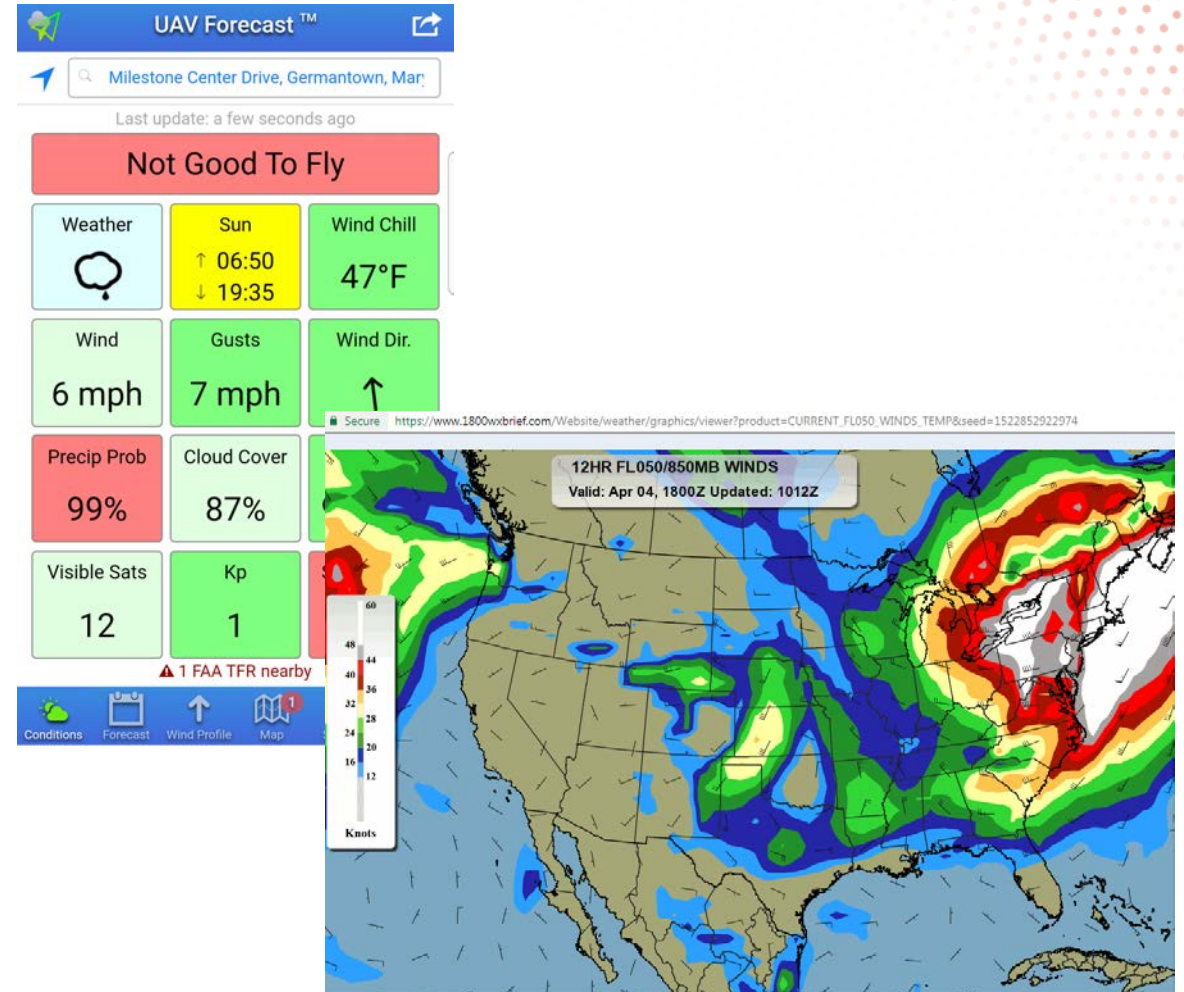 UAV Forecast ™
Milestone Center Drive, Germantown, Mary
Last update: a few seconds ago
Not Good To Fly
Weather
Sun
↑ 06:50
↓ 19:35
Wind Chill
47°F
Wind
6 mph
Gusts
7 mph
Wind Dir.
Precip Prob
99%
Cloud Cover
87%
Visible Sats
12
Kp
1
1 FAA TFR nearby
Conditions
Forecast
Wind Profile
Map
1
Secure https://www.1800wxbrief.com/Website/weather/graphics/viewer?product=CURRENT_FL050_WINDS_TEMP&seed=1522852922974
12HR FL050/850MB WINDS
Valid: Apr 04, 1800Z Updated: 1012Z
60
48
44
40
36
32
28
24
20
16
12
Knots